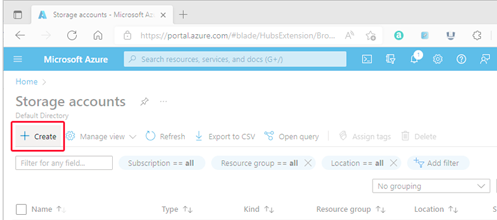 Storage accounts - Microsoft Az
https://portal.azure.com/#blade/HubsExtension/Bro...
Microsoft Azure
Search resources, services, and docs (G+/)
1
Home
Storage accounts
Default Directory
Create
Manage view
Refresh
Export to CSV
Open query
Assign tags
Delete
Filter for any field...
Subscription == all
Resource group == all
Location == all
Add filter
No grouping
Name
Type
Kind
Resource group
Location
S